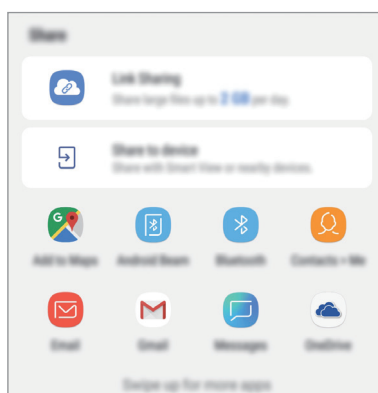 Share
Link Sharing
Share large files up to 2 GB per day.
Share to device
Share with Smart View or nearby devices.
Add to Maps Android Beam Bluetooth Contacts + Me
Email Gmail Messages OneDrive
Swipe up for more apps